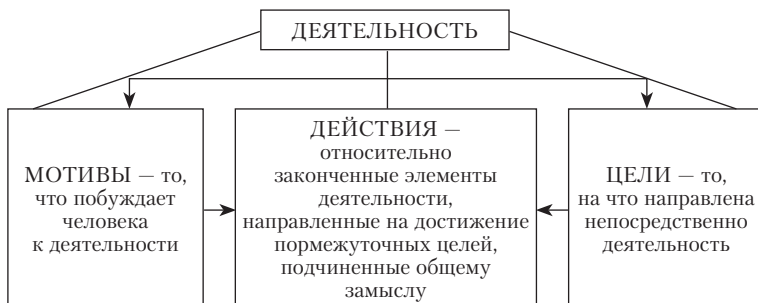 ДЕЯТЕЛЬНОСТЬ
МОТИВЫ — то,
что побуждает
человека
к деятельности
ДЕЙСТВИЯ —
относительно
законченные элементы
деятельности,
направленные на достижение
пормежуточных целей,
подчиненные общему
замыслу
ЦЕЛИ — то,
на что направлена
непосредственно
деятельность